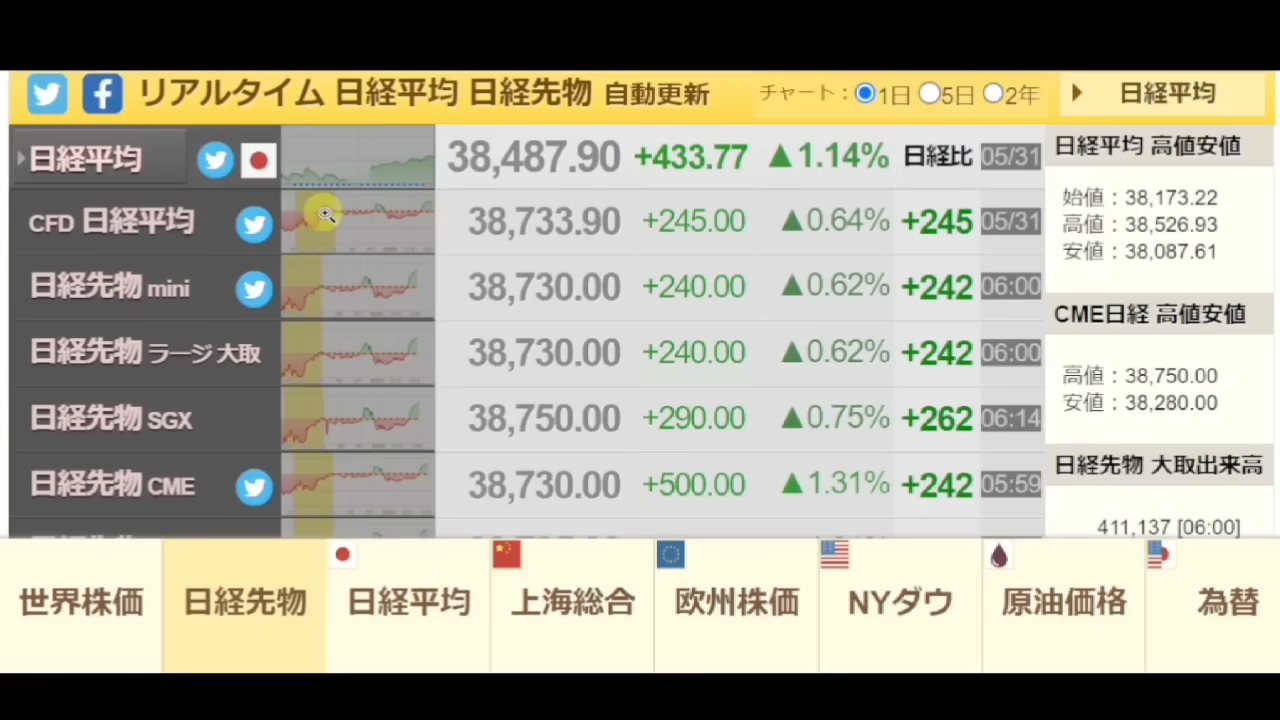 リアルタイム 日経平均 日経先物 自動更新 チャート：1日 5日 2年 日経平均
日経平均 38,487.90 +433.77 ▲1.14% 日経比 05/31
CFD 日経平均 38,733.90 +245.00 ▲0.64% +245 05/31
日経先物 mini 38,730.00 +240.00 ▲0.62% +242 06:00
日経先物 ラージ 大取 38,730.00 +240.00 ▲0.62% +242 06:00
日経先物 SGX 38,750.00 +290.00 ▲0.75% +262 06:14
日経先物 CME 38,730.00 +500.00 ▲1.31% +242 05:59
日経平均 高値安値
始値：38,173.22
高値：38,526.93
安値：38,087.61
CME日経 高値安値
高値：38,750.00
安値：38,280.00
日経先物 大取出来高
411,137 [06:00]
世界株価 日経先物 日経平均 上海総合 欧州株価 NYダウ 原油価格 為替